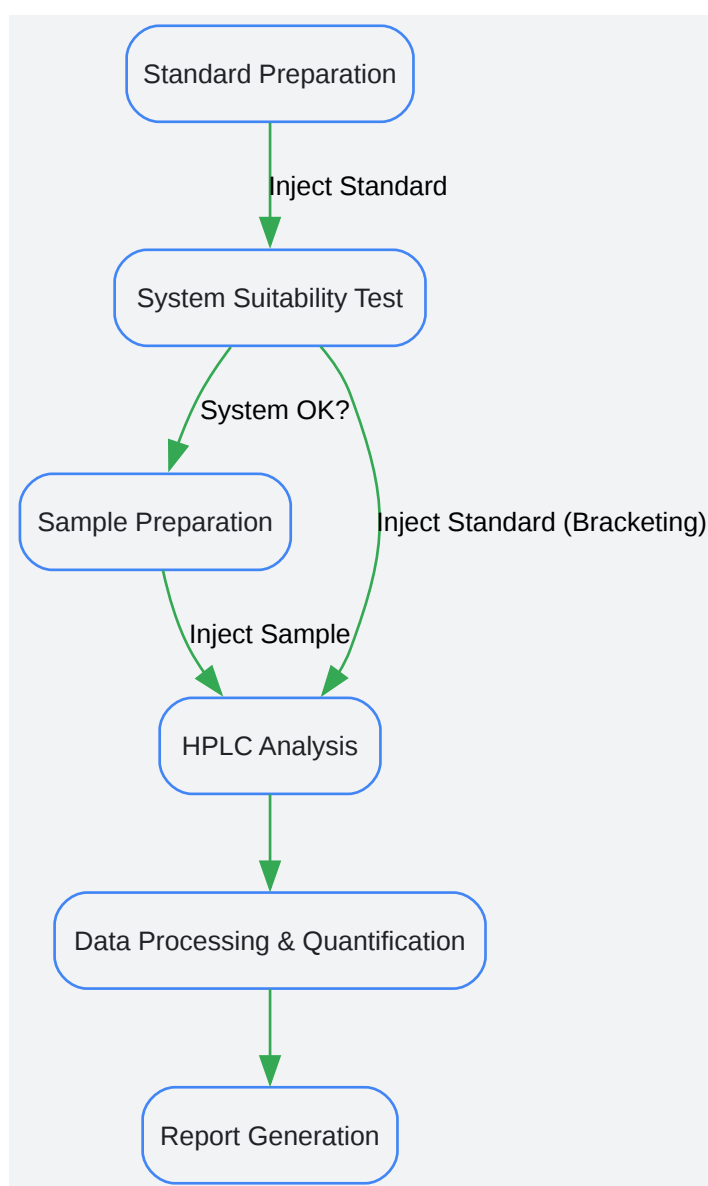 Standard Preparation
Inject Standard
System Suitability Test
System OK?
Sample Preparation
Inject Standard (Bracketing)
Inject Sample
HPLC Analysis
Data Processing & Quantification
Report Generation